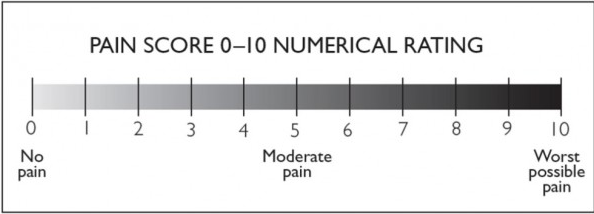 PAIN SCORE 0–10 NUMERICAL RATING
0 1 2 3 4 5 6 7 8 9 10
No pain
Moderate pain
Worst possible pain